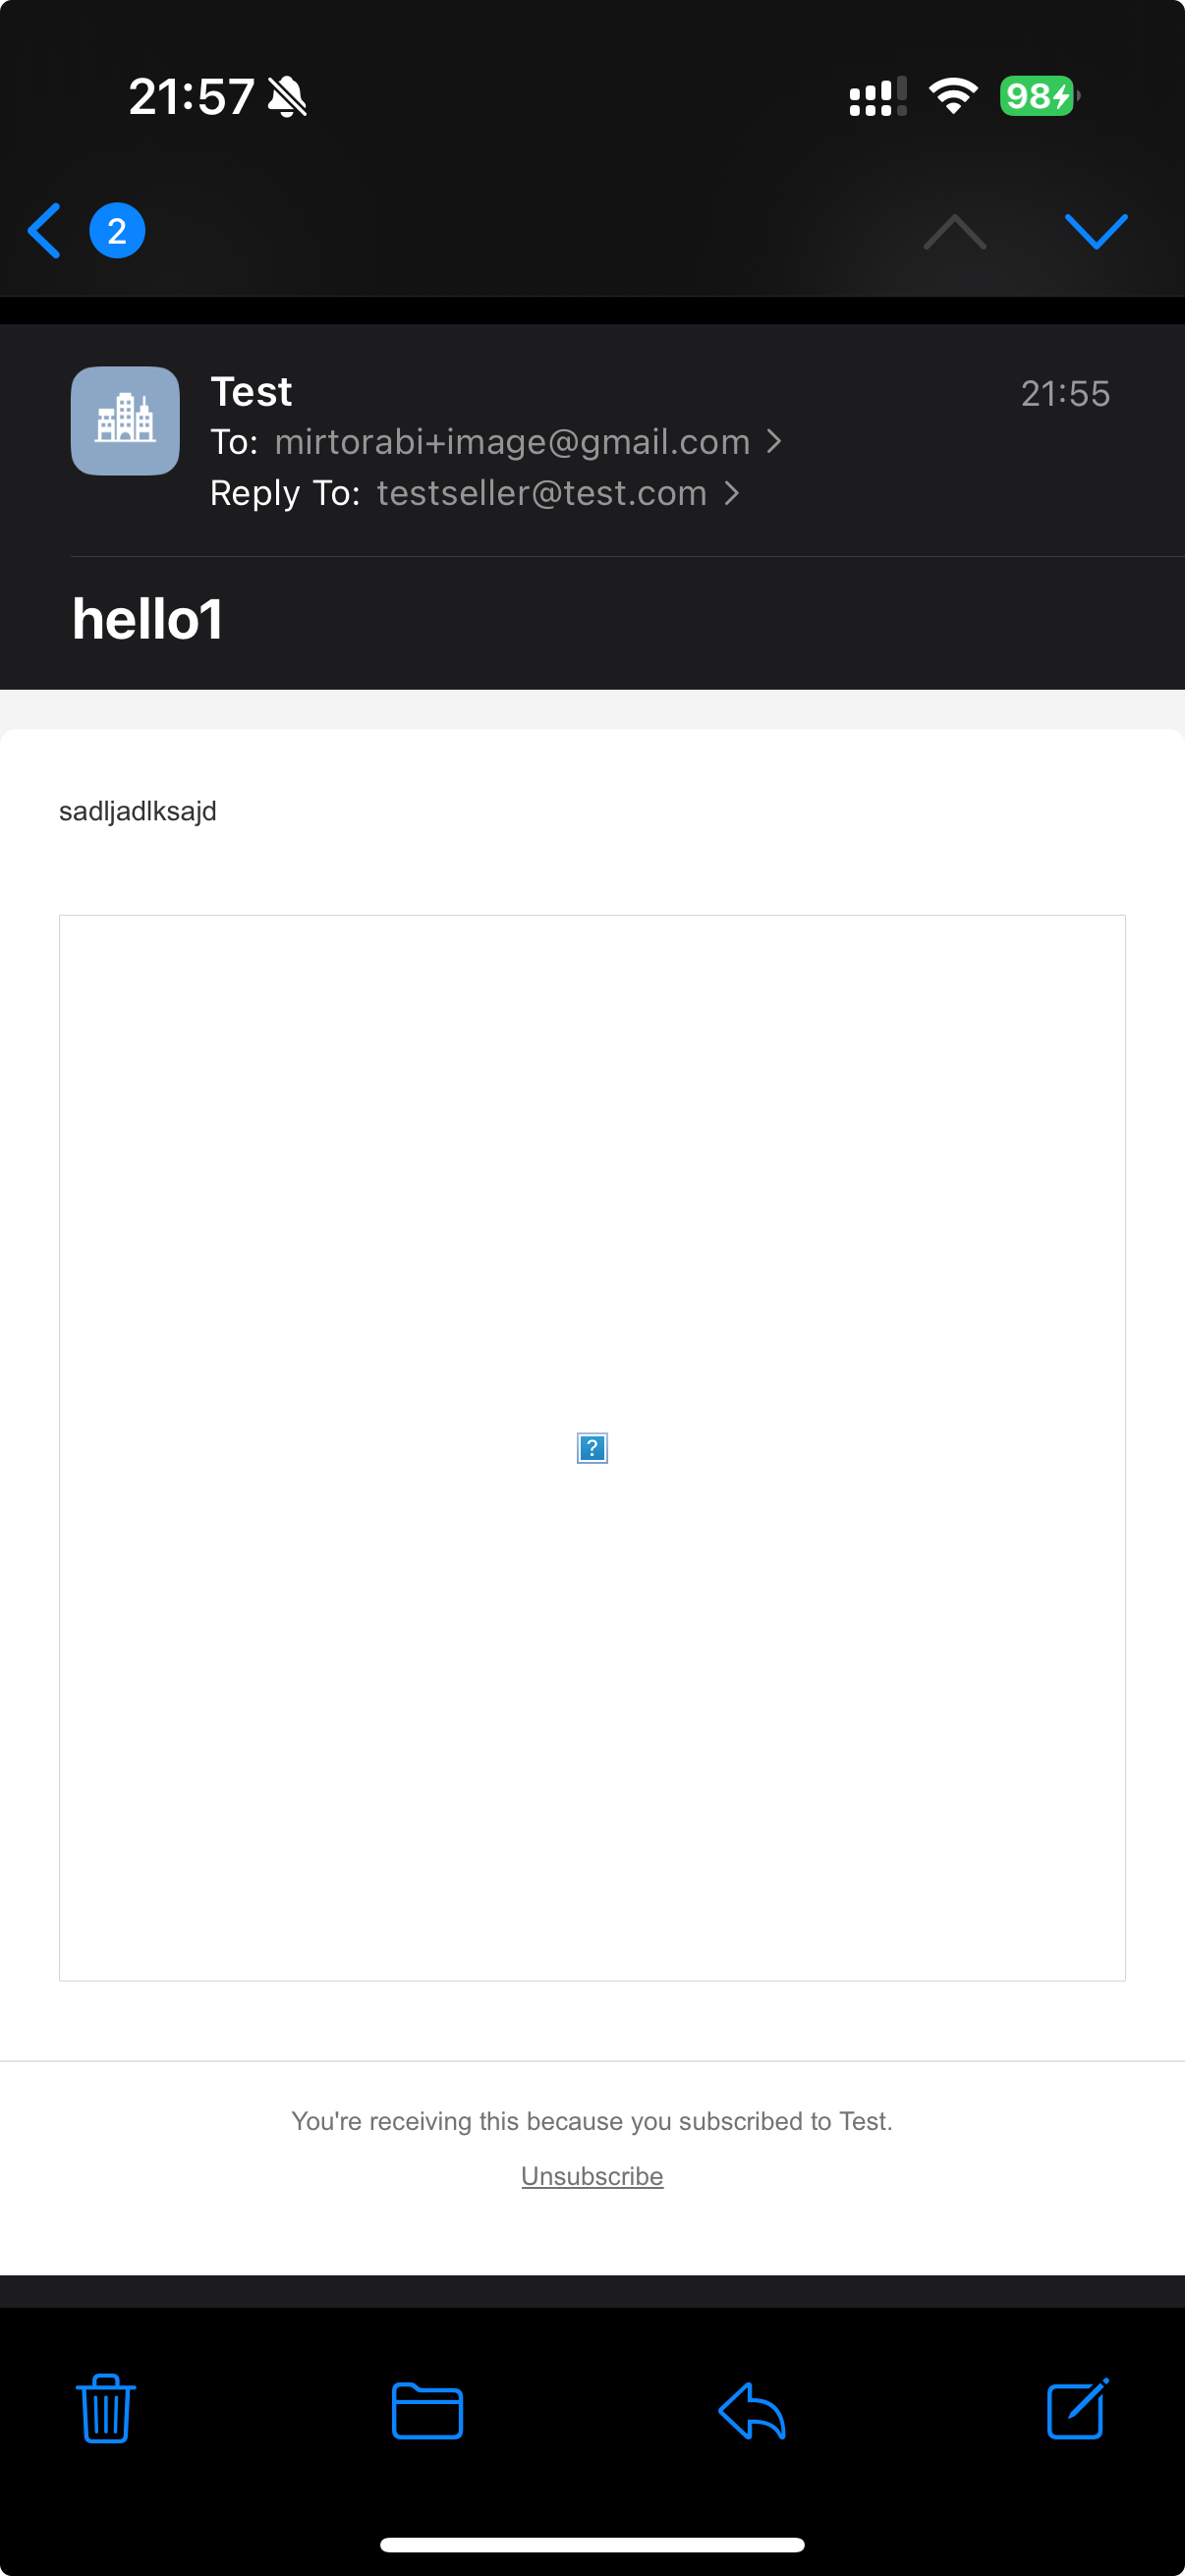 21:57
98
2
Test
21:55
To: mirtorabi+image@gmail.com
Reply To: testseller@test.com
hello1
sadljadlksajd
?
You're receiving this because you subscribed to Test.
Unsubscribe